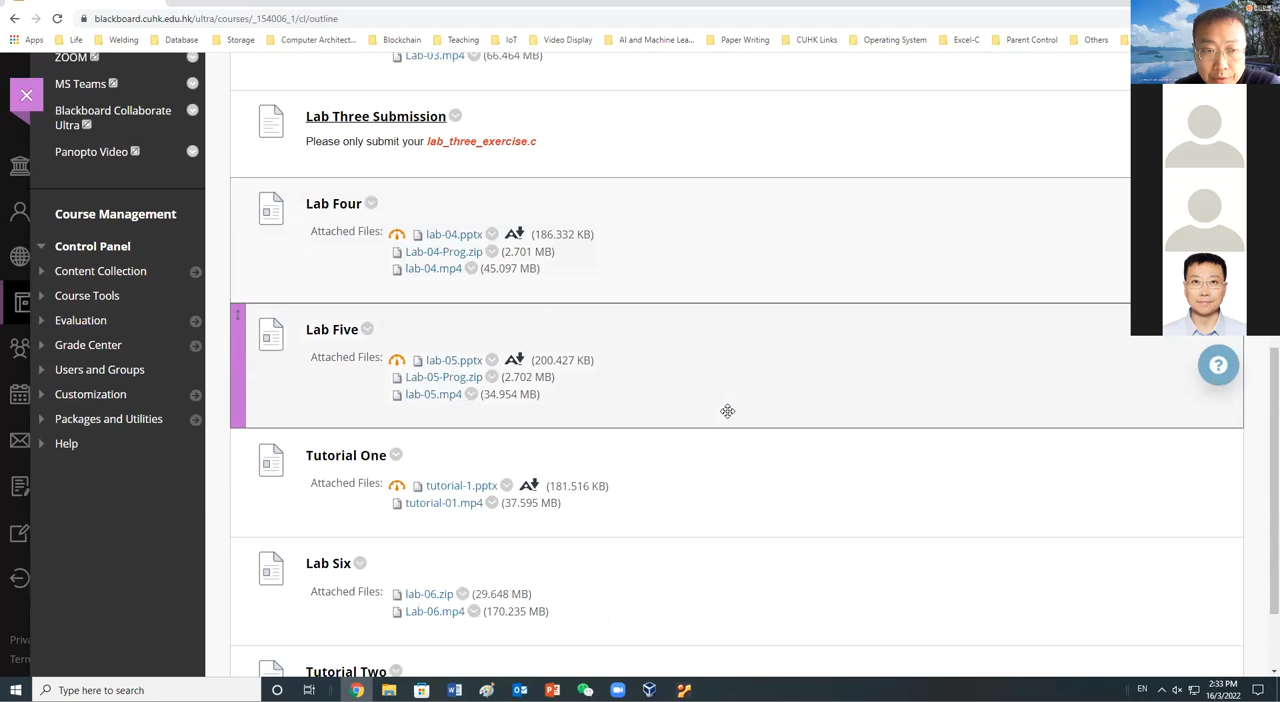 blackboard.cuhk.edu.hk/ultra/courses/_154006_1/cl/outline
Apps Life Welding Database Storage Computer Architect... Blockchain Teaching IoT Video Display AI and Machine Lea... Paper Writing CUHK Links Operating System Excel-C Parent Control Others
ZOOM
MS Teams
Blackboard Collaborate
Ultra
Panopto Video
Course Management
Control Panel
Content Collection
Course Tools
Evaluation
Grade Center
Users and Groups
Customization
Packages and Utilities
Help
Lab-03.mp4 (66.464 MB)
Lab Three Submission
Please only submit your lab_three_exercise.c
Lab Four
Attached Files: lab-04.pptx (186.332 KB)
Lab-04-Prog.zip (2.701 MB)
lab-04.mp4 (45.097 MB)
Lab Five
Attached Files: lab-05.pptx (200.427 KB)
Lab-05-Prog.zip (2.702 MB)
lab-05.mp4 (34.954 MB)
Tutorial One
Attached Files: tutorial-1.pptx (181.516 KB)
tutorial-01.mp4 (37.595 MB)
Lab Six
Attached Files: lab-06.zip (29.648 MB)
Lab-06.mp4 (170.235 MB)
Tutorial Two
?
Priva
Term
Type here to search
EN
2:33 PM
16/3/2022